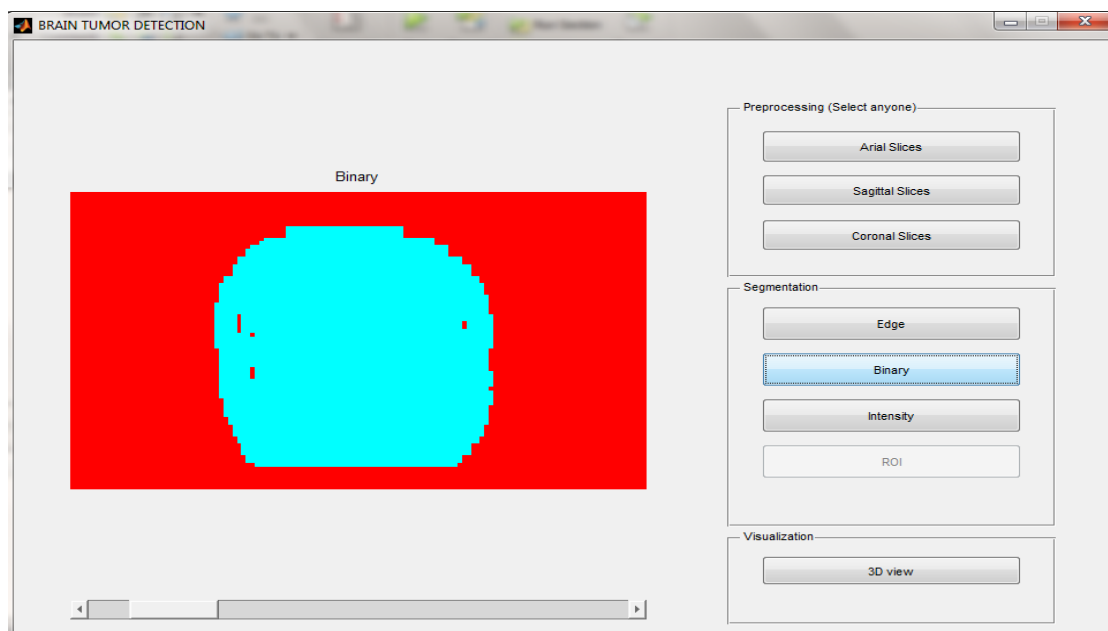 BRAIN TUMOR DETECTION
Binary
Preprocessing (Select anyone)
Arial Slices
Sagittal Slices
Coronal Slices
Segmentation
Edge
Binary
Intensity
ROI
Visualization
3D view